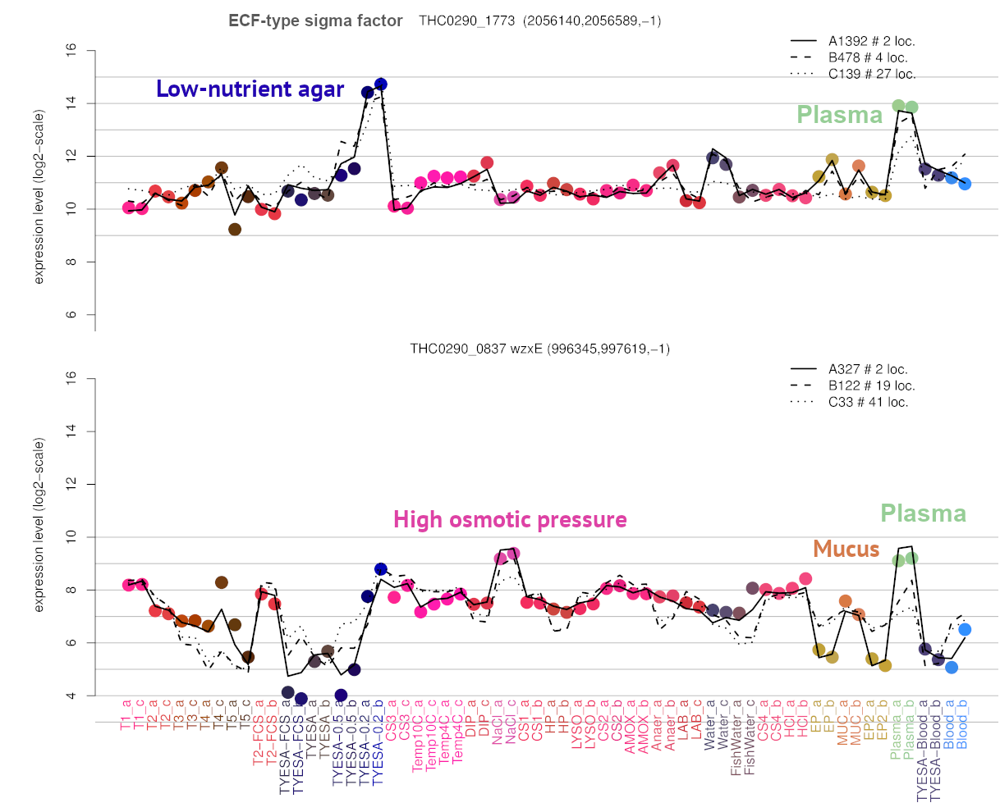 ECF-type sigma factor THC0290_1773 (2056140,2056589,−1)
A1392 # 2 loc.
B478 # 4 loc.
C139 # 27 loc.
Low-nutrient agar
Plasma
expression level (log2−scale)
16
14
12
10
8
6
THC0290_0837 wzxE (996345,997619,−1)
A327 # 2 loc.
B122 # 19 loc.
C33 # 41 loc.
High osmotic pressure
Plasma
Mucus
expression level (log2−scale)
16
14
12
10
8
6
4
T1_a
T1_c
T2_a
T2_c
T3_a
T3_c
T4_a
T4_c
T5_a
T5_c
T2−FCS_a
T2−FCS_b
TYESA−FCS_a
TYESA−FCS_b
TYESA_a
TYESA_b
TYESA−0.5_a
TYESA−0.5_b
TYESA−0.2_a
TYESA−0.2_b
CS3_a
CS3_c
Temp10C_a
Temp10C_c
Temp4C_a
Temp4C_c
DIP_a
DIP_c
NaCl_a
NaCl_c
CS1_a
CS1_b
HP_a
HP_b
LYSO_a
LYSO_b
CS2_a
CS2_b
AMOX_a
AMOX_b
Anaer_a
Anaer_b
LAB_a
LAB_c
Water_a
Water_c
FishWater_a
FishWater_c
CS4_a
CS4_b
HCl_a
HCl_b
EP_a
EP_b
MUC_a
MUC_b
EP2_a
EP2_b
Plasma_a
Plasma_b
TYESA−Blood_a
TYESA−Blood_b
Blood_a
Blood_b